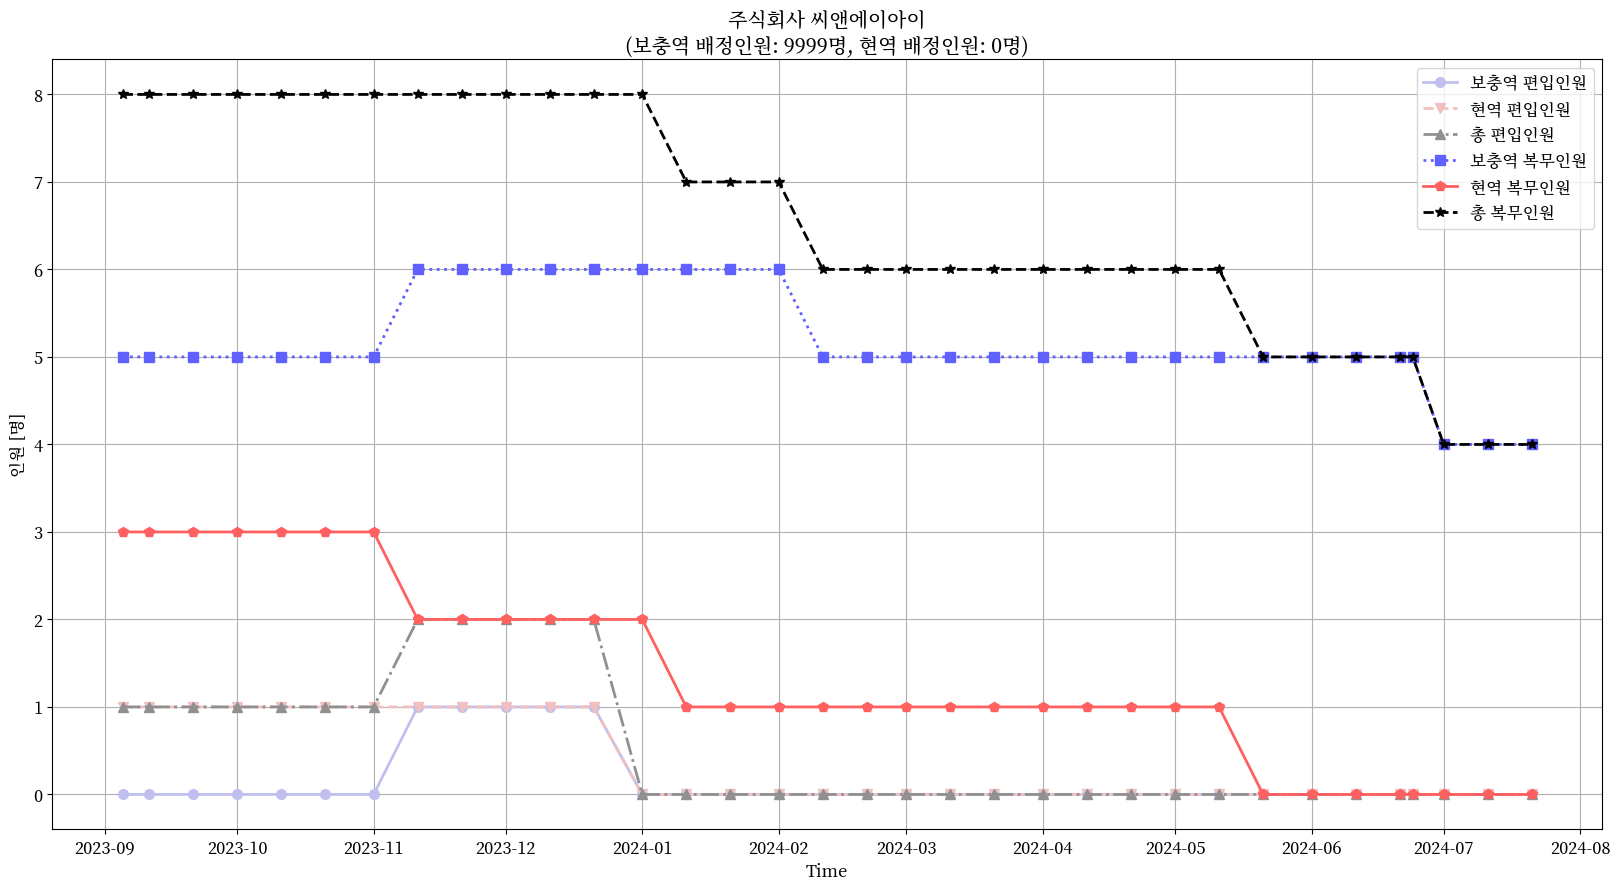 주식회사 씨앤에이아이
(보충역 배정인원: 9999명, 현역 배정인원: 0명)
보충역 편입인원
현역 편입인원
총 편입인원
보충역 복무인원
현역 복무인원
총 복무인원
인원 [명]
8
7
6
5
4
3
2
1
0
2023-09 2023-10 2023-11 2023-12 2024-01 2024-02 2024-03 2024-04 2024-05 2024-06 2024-07 2024-08
Time